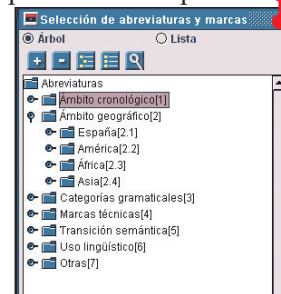 Selección de abreviaturas y marcas
Árbol Lista
Abreviaturas
Ámbito cronológico[1]
Ámbito geográfico[2]
España[2.1]
América[2.2]
África[2.3]
Asia[2.4]
Categorías gramaticales[3]
Marcas técnicas[4]
Transición semántica[5]
Uso lingüístico[6]
Otras[7]